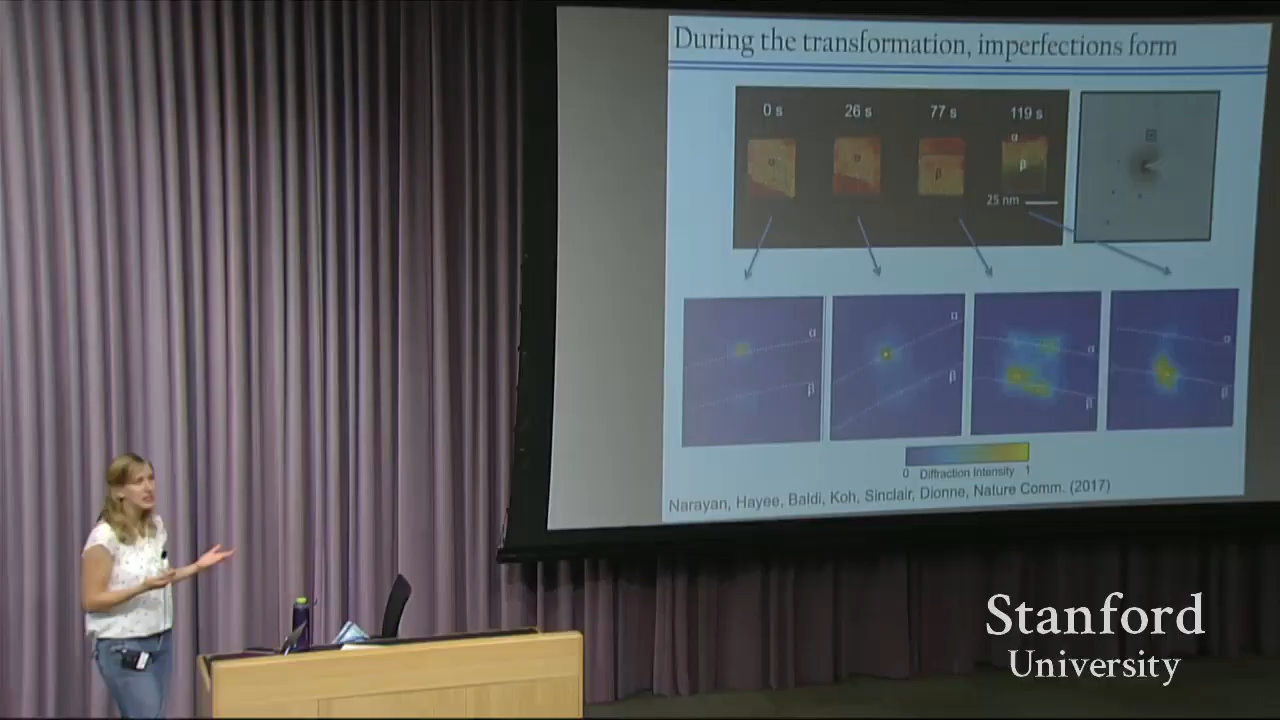 During the transformation, imperfections form
0 s 26 s 77 s 119 s
α α β α
β
25 nm
α α α α
β β β β
0 Diffraction Intensity 1
Narayan, Hayee, Baldi, Koh, Sinclair, Dionne, Nature Comm. (2017)
Stanford
University